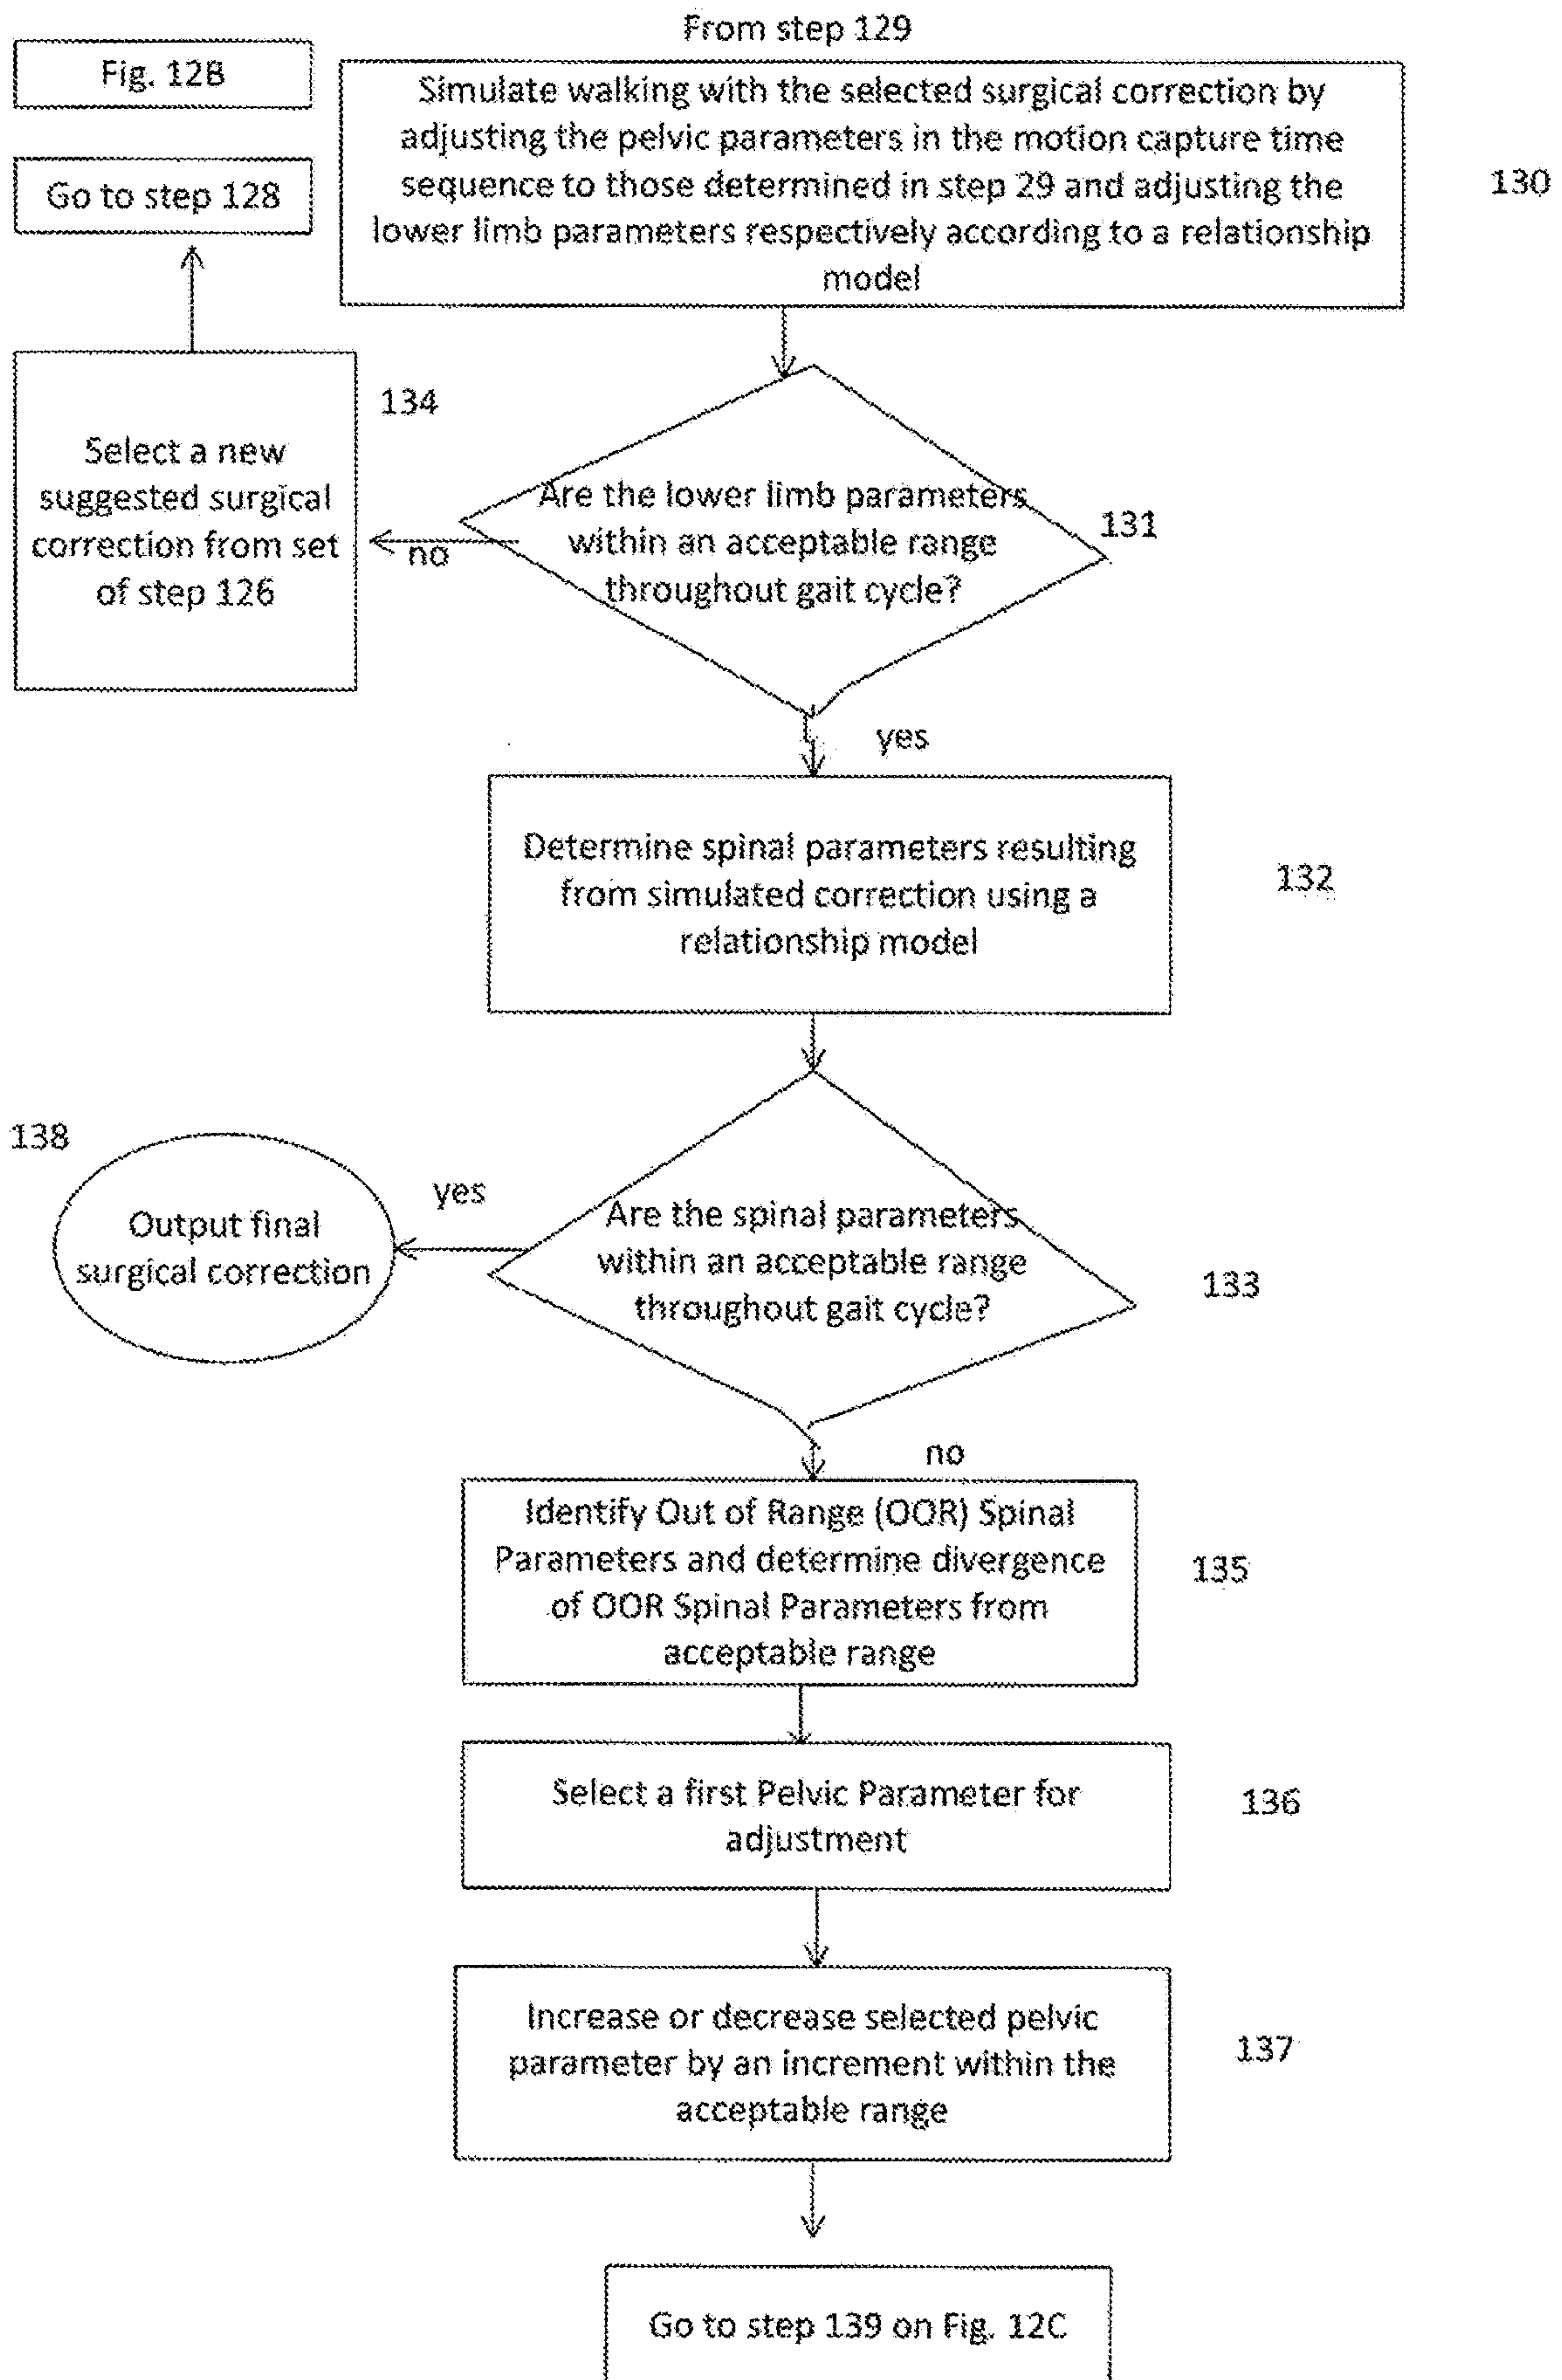 From step 129
Fig. 12B
Simulate walking with the selected surgical correction by
adjusting the pelvic parameters in the motion capture time
sequence to those determined in step 29 and adjusting the
lower limb parameters respectively according to a relationship
model
130
Go to step 128
134
Select a new
suggested surgical
correction from set
of step 126
Are the lower limb parameters
within an acceptable range
throughout gait cycle?
131
no
yes
Determine spinal parameters resulting
from simulated correction using a
relationship model
132
138
Output final
surgical correction
yes
Are the spinal parameters
within an acceptable range
throughout gait cycle?
133
no
Identify Out of Range (OOR) Spinal
Parameters and determine divergence
of OOR Spinal Parameters from
acceptable range
135
Select a first Pelvic Parameter for
adjustment
136
Increase or decrease selected pelvic
parameter by an increment within the
acceptable range
137
Go to step 139 on Fig. 12C